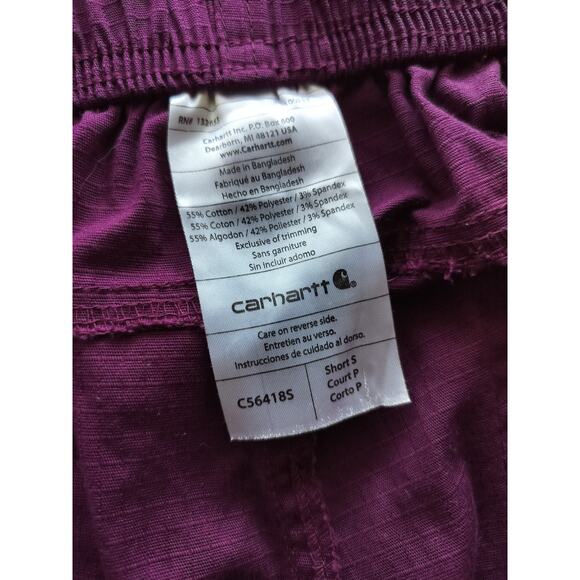 RN#
Carhartt Inc. P.O. Box 600
Dearborn, MI 48121 USA
www.Carhartt.com
Made in Bangladesh
Fabriqué au Bangladesh
Hecho en Bangladesh
55% Cotton / 42% Polyester / 3% Spandex
55% Coton / 42% Polyester / 3% Spandex
55% Algodon / 42% Poliester / 3% Spandex
Exclusive of trimming
Sans garniture
Sin incluir adorno
carhartt
Care on reverse side.
Entretien au verso.
Instrucciones de cuidado al dorso.
C56418S
Short S
Court P
Corto P